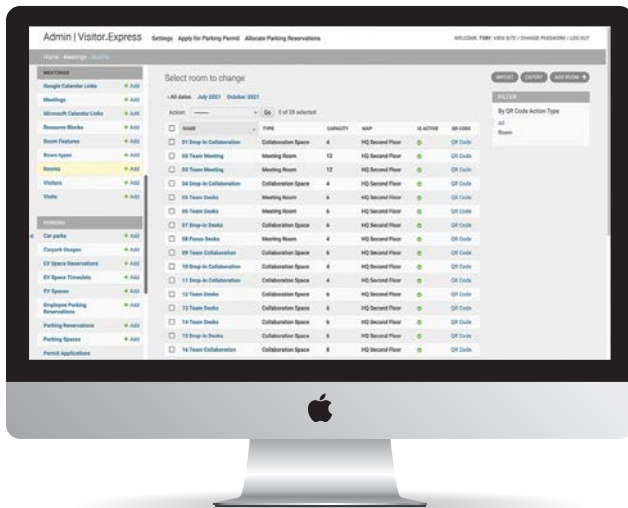 Admin | Visitor.Express Settings Apply for Parking Permit Allocate Parking Reservations WELCOME, TOBY. VIEW SITE / CHANGE PASSWORD / LOG OUT
Home › Meetings › Rooms
MEETINGS
Google Calendar Links + Add
Meetings + Add
Microsoft Calendar Links + Add
Resource Blocks + Add
Room Features + Add
Room types + Add
Rooms + Add
Visitors + Add
Visits + Add
PARKING
Car parks + Add
Carpark Usages + Add
EV Space Reservations + Add
EV Space Timeslots + Add
EV Spaces + Add
Employee Parking
Reservations + Add
Parking Reservations + Add
Parking Spaces + Add
Permit Applications
«
Select room to change
IMPORT EXPORT ADD ROOM +
‹ All dates July 2021 October 2021
Action: --------- Go 0 of 28 selected
NAME TYPE CAPACITY MAP IS ACTIVE QR CODE
01 Drop-In Collaboration Collaboration Space 4 HQ Second Floor QR Code
02 Team Meeting Meeting Room 12 HQ Second Floor QR Code
03 Team Meeting Meeting Room 12 HQ Second Floor QR Code
04 Drop-In Collaboration Collaboration Space 4 HQ Second Floor QR Code
05 Team Desks Meeting Room 6 HQ Second Floor QR Code
06 Team Desks Meeting Room 6 HQ Second Floor QR Code
07 Drop-in Desks Collaboration Space 6 HQ Second Floor QR Code
08 Focus Desks Meeting Room 4 HQ Second Floor QR Code
09 Team Collaboration Collaboration Space 6 HQ Second Floor QR Code
10 Drop-In Collaboration Collaboration Space 4 HQ Second Floor QR Code
11 Drop-In Collaboration Collaboration Space 4 HQ Second Floor QR Code
12 Team Desks Collaboration Space 6 HQ Second Floor QR Code
13 Team Desks Collaboration Space 6 HQ Second Floor QR Code
14 Team Desks Collaboration Space 6 HQ Second Floor QR Code
15 Drop-In Desks Collaboration Space 6 HQ Second Floor QR Code
16 Team Collaboration Collaboration Space 8 HQ Second Floor QR Code
FILTER
By QR Code Action Type
All
Room